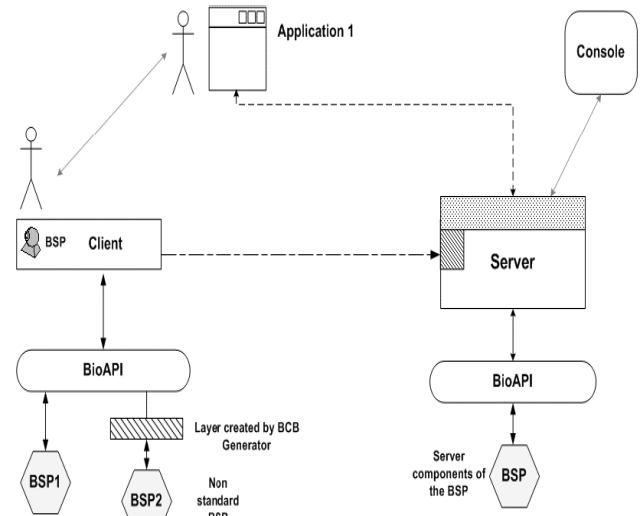 Application 1
Console
BSP
Client
Server
BioAPI
BioAPI
Layer created by BCB
Generator
BSP1
BSP2
Non
standard
BSP
Server
components of
the BSP
BSP